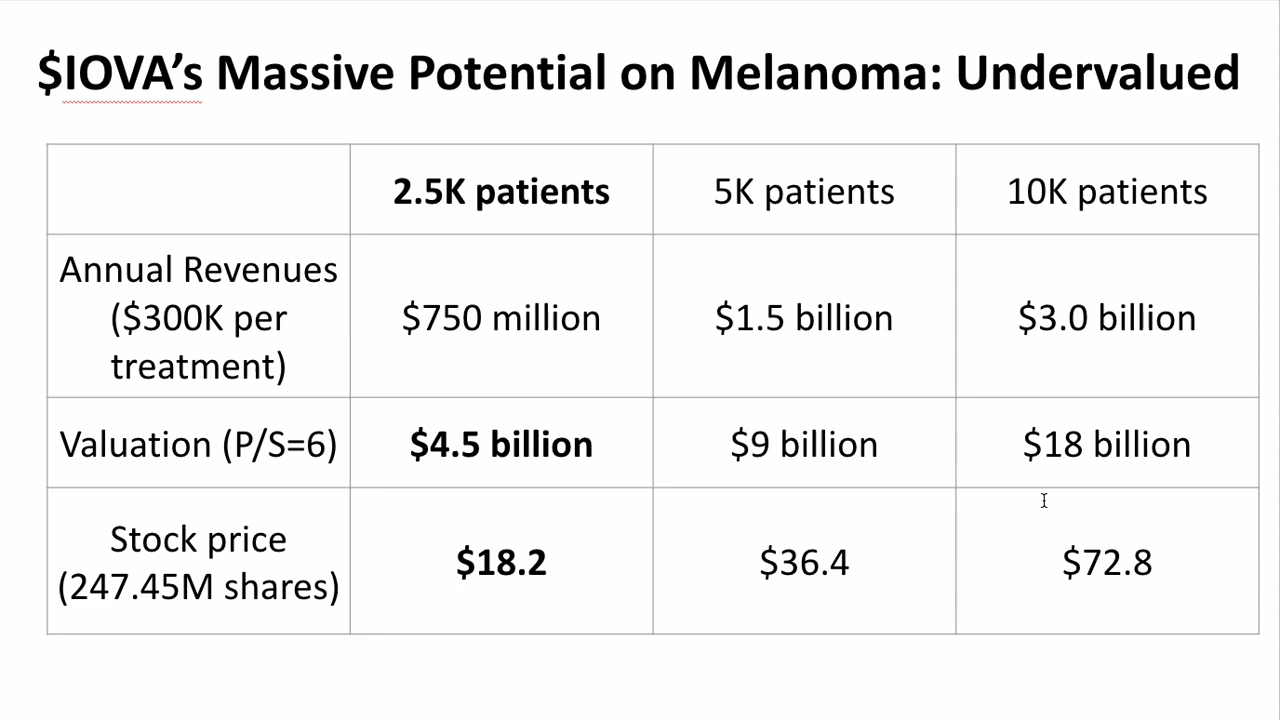 $IOVA’s Massive Potential on Melanoma: Undervalued
2.5K patients
5K patients
10K patients
Annual Revenues
($300K per
treatment)
$750 million
$1.5 billion
$3.0 billion
Valuation (P/S=6)
$4.5 billion
$9 billion
$18 billion
Stock price
(247.45M shares)
$18.2
$36.4
$72.8